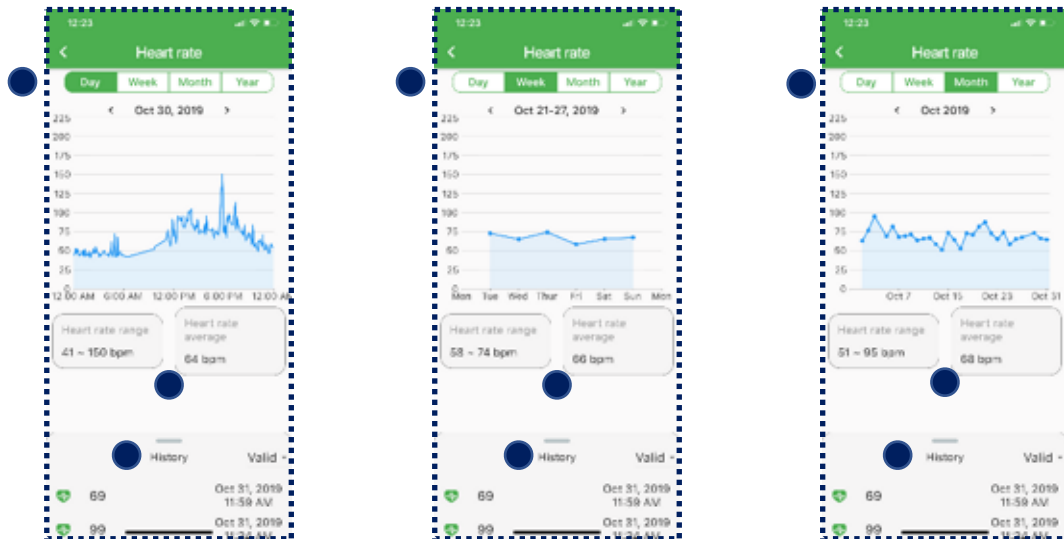 12:23
Heart rate
Day Week Month Year
Oct 30, 2019
225
200
175
150
125
100
75
50
25
0
12:00 AM 6:00 AM 12:00 PM 6:00 PM 12:00 AM
Heart rate range
41 ~ 150 bpm
Heart rate
average
64 bpm
History Valid
69 Oct 31, 2019
11:59 AM
99 Oct 31, 2019
12:23
Heart rate
Day Week Month Year
Oct 21-27, 2019
225
200
175
150
125
100
75
50
25
0
Mon Tue Wed Thur Fri Sat Sun Mon
Heart rate range
58 ~ 74 bpm
Heart rate
average
66 bpm
History Valid
69 Oct 31, 2019
11:59 AM
99 Oct 31, 2019
12:23
Heart rate
Day Week Month Year
Oct 2019
225
200
175
150
125
100
75
50
25
0
Oct 7 Oct 15 Oct 23 Oct 31
Heart rate range
51 ~ 95 bpm
Heart rate
average
68 bpm
History Valid
69 Oct 31, 2019
11:59 AM
99 Oct 31, 2019